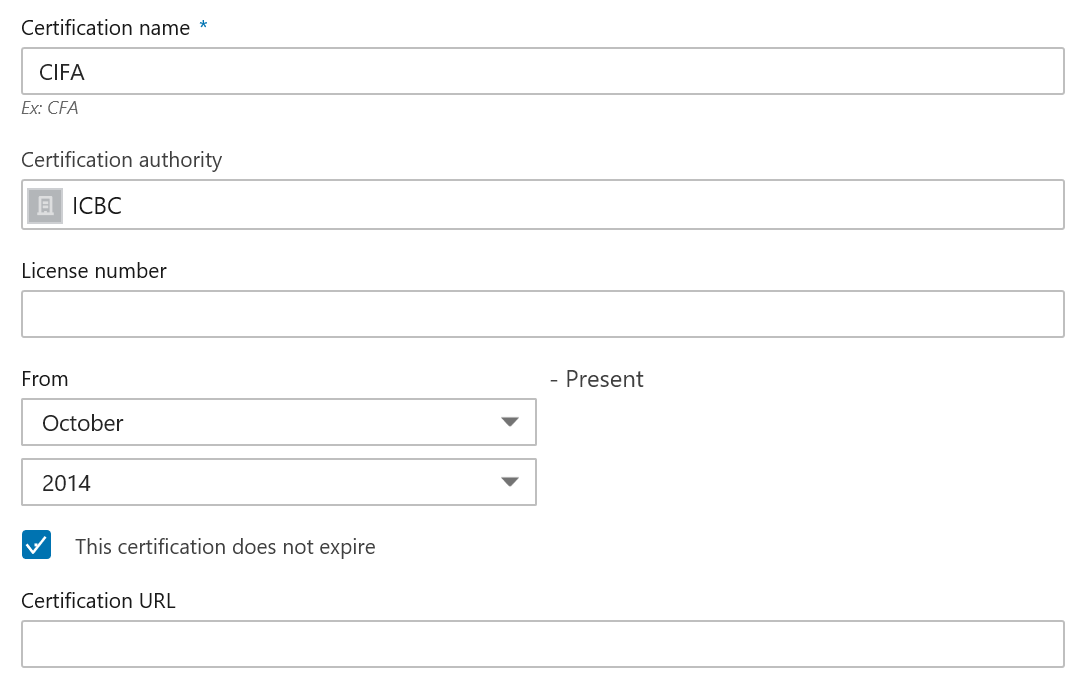 Certification name *
CIFA
Ex: CFA
Certification authority
ICBC
License number
From
- Present
October
2014
This certification does not expire
Certification URL